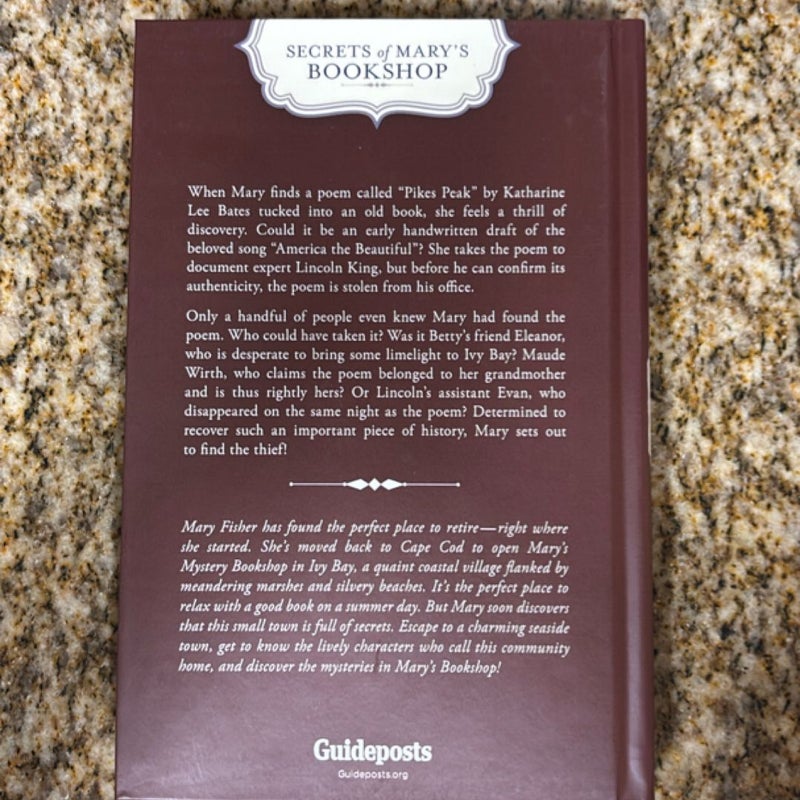 SECRETS of MARY'S
BOOKSHOP
When Mary finds a poem called “Pikes Peak” by Katharine
Lee Bates tucked into an old book, she feels a thrill of
discovery. Could it be an early handwritten draft of the
beloved song “America the Beautiful”? She takes the poem to
document expert Lincoln King, but before he can confirm its
authenticity, the poem is stolen from his office.
Only a handful of people even knew Mary had found the
poem. Who could have taken it? Was it Betty’s friend Eleanor,
who is desperate to bring some limelight to Ivy Bay? Maude
Wirth, who claims the poem belonged to her grandmother
and is thus rightly hers? Or Lincoln’s assistant Evan, who
disappeared on the same night as the poem? Determined to
recover such an important piece of history, Mary sets out
to find the thief!
Mary Fisher has found the perfect place to retire—right where
she started. She’s moved back to Cape Cod to open Mary’s
Mystery Bookshop in Ivy Bay, a quaint coastal village flanked by
meandering marshes and silvery beaches. It’s the perfect place to
relax with a good book on a summer day. But Mary soon discovers
that this small town is full of secrets. Escape to a charming seaside
town, get to know the lively characters who call this community
home, and discover the mysteries in Mary’s Bookshop!
Guideposts
Guideposts.org